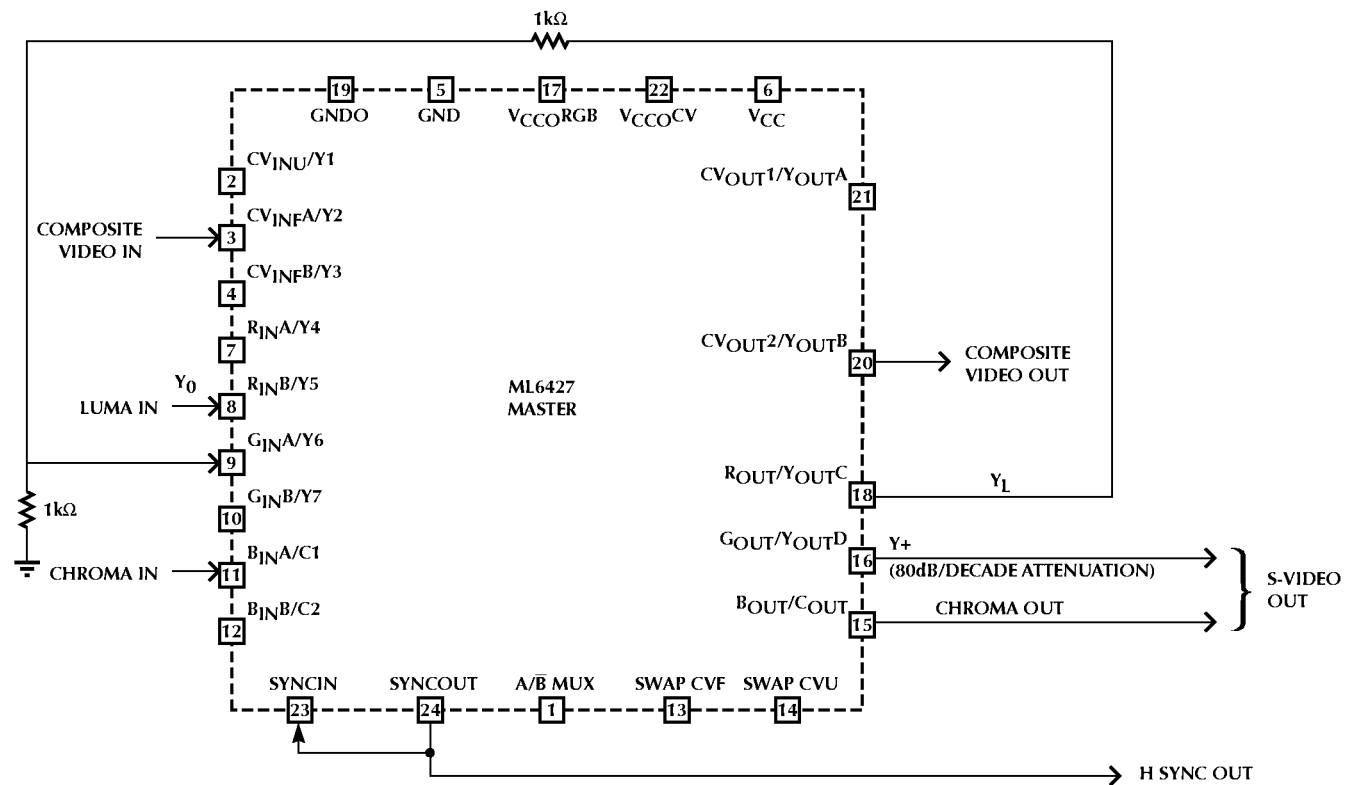 1kΩ
19
5
17
22
6
GNDO
GND
VCCORGB
VCCOCV
VCC
CVINU/Y1
2
CVOUT1/YOUTA
21
CVINFA/Y2
COMPOSITE
VIDEO IN
3
CVINFB/Y3
4
RINA/Y4
7
CVOUT2/YOUTB
20
COMPOSITE
VIDEO OUT
Y0
RINB/Y5
LUMA IN
8
ML6427
MASTER
GINA/Y6
9
ROUT/YOUTC
YL
18
1kΩ
GINB/Y7
10
GOUT/YOUTD
Y+
16
(80dB/DECADE ATTENUATION)
BINA/C1
CHROMA IN
11
S-VIDEO
OUT
BOUT/COUT
CHROMA OUT
15
BINB/C2
12
SYNCIN
SYNCOUT
A/B̅ MUX
SWAP CVF
SWAP CVU
23
24
1
13
14
H SYNC OUT